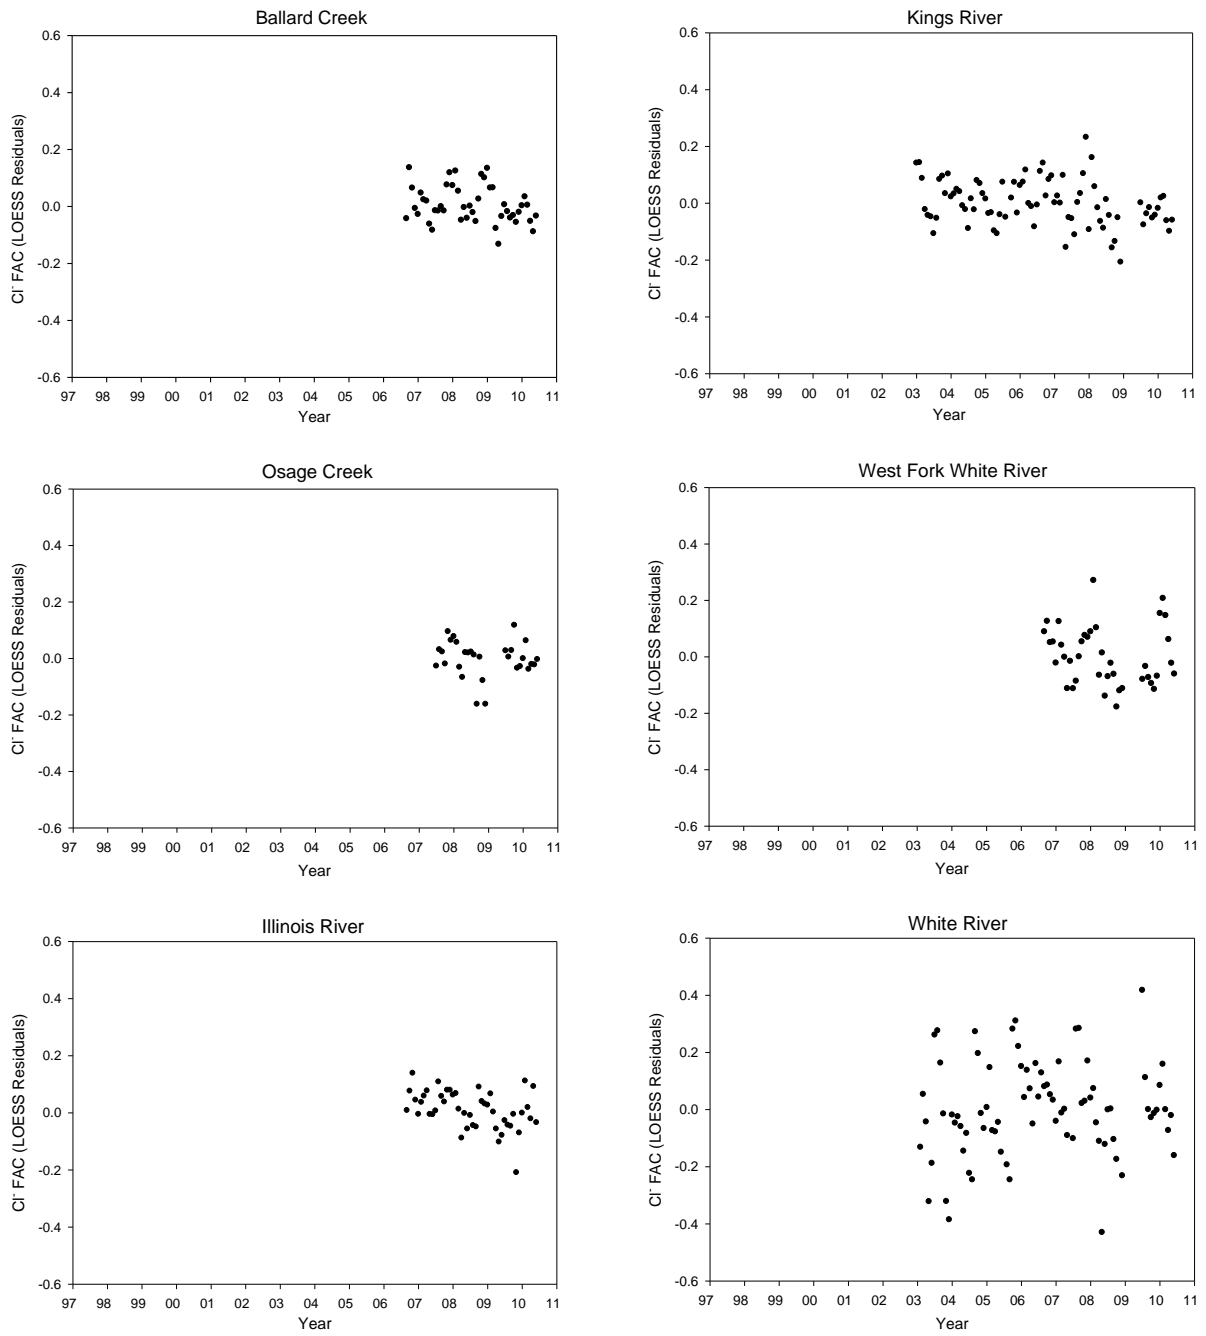 Ballard Creek
0.6
0.4
0.2
0.0
-0.2
-0.4
-0.6
Cl⁻ FAC (LOESS Residuals)
97 98 99 00 01 02 03 04 05 06 07 08 09 10 11
Year
Kings River
0.6
0.4
0.2
0.0
-0.2
-0.4
-0.6
Cl⁻ FAC (LOESS Residuals)
97 98 99 00 01 02 03 04 05 06 07 08 09 10 11
Year
Osage Creek
0.6
0.4
0.2
0.0
-0.2
-0.4
-0.6
Cl⁻ FAC (LOESS Residuals)
97 98 99 00 01 02 03 04 05 06 07 08 09 10 11
Year
West Fork White River
0.6
0.4
0.2
0.0
-0.2
-0.4
-0.6
Cl⁻ FAC (LOESS Residuals)
97 98 99 00 01 02 03 04 05 06 07 08 09 10 11
Year
Illinois River
0.6
0.4
0.2
0.0
-0.2
-0.4
-0.6
Cl⁻ FAC (LOESS Residuals)
97 98 99 00 01 02 03 04 05 06 07 08 09 10 11
Year
White River
0.6
0.4
0.2
0.0
-0.2
-0.4
-0.6
Cl⁻ FAC (LOESS Residuals)
97 98 99 00 01 02 03 04 05 06 07 08 09 10 11
Year